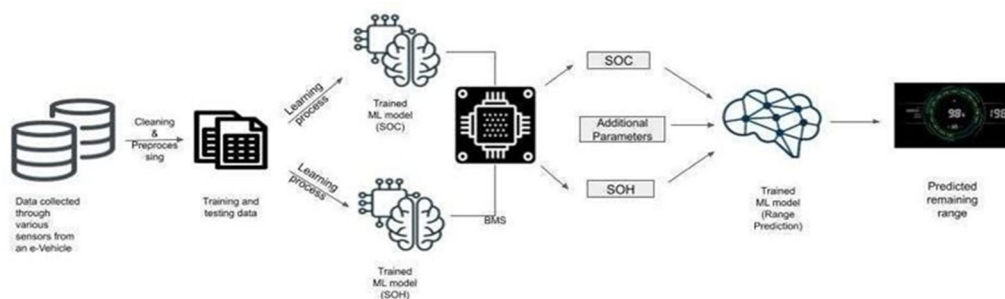 Data collected
through
various
sensors from
an e-Vehicle
Cleaning
&
Preproces
sing
Training and
testing data
Learning
process
Learning
process
Trained
ML model
(SOC)
Trained
ML model
(SOH)
BMS
SOC
Additional
Parameters
SOH
Trained
ML model
(Range
Prediction)
98
198
Predicted
remaining
range